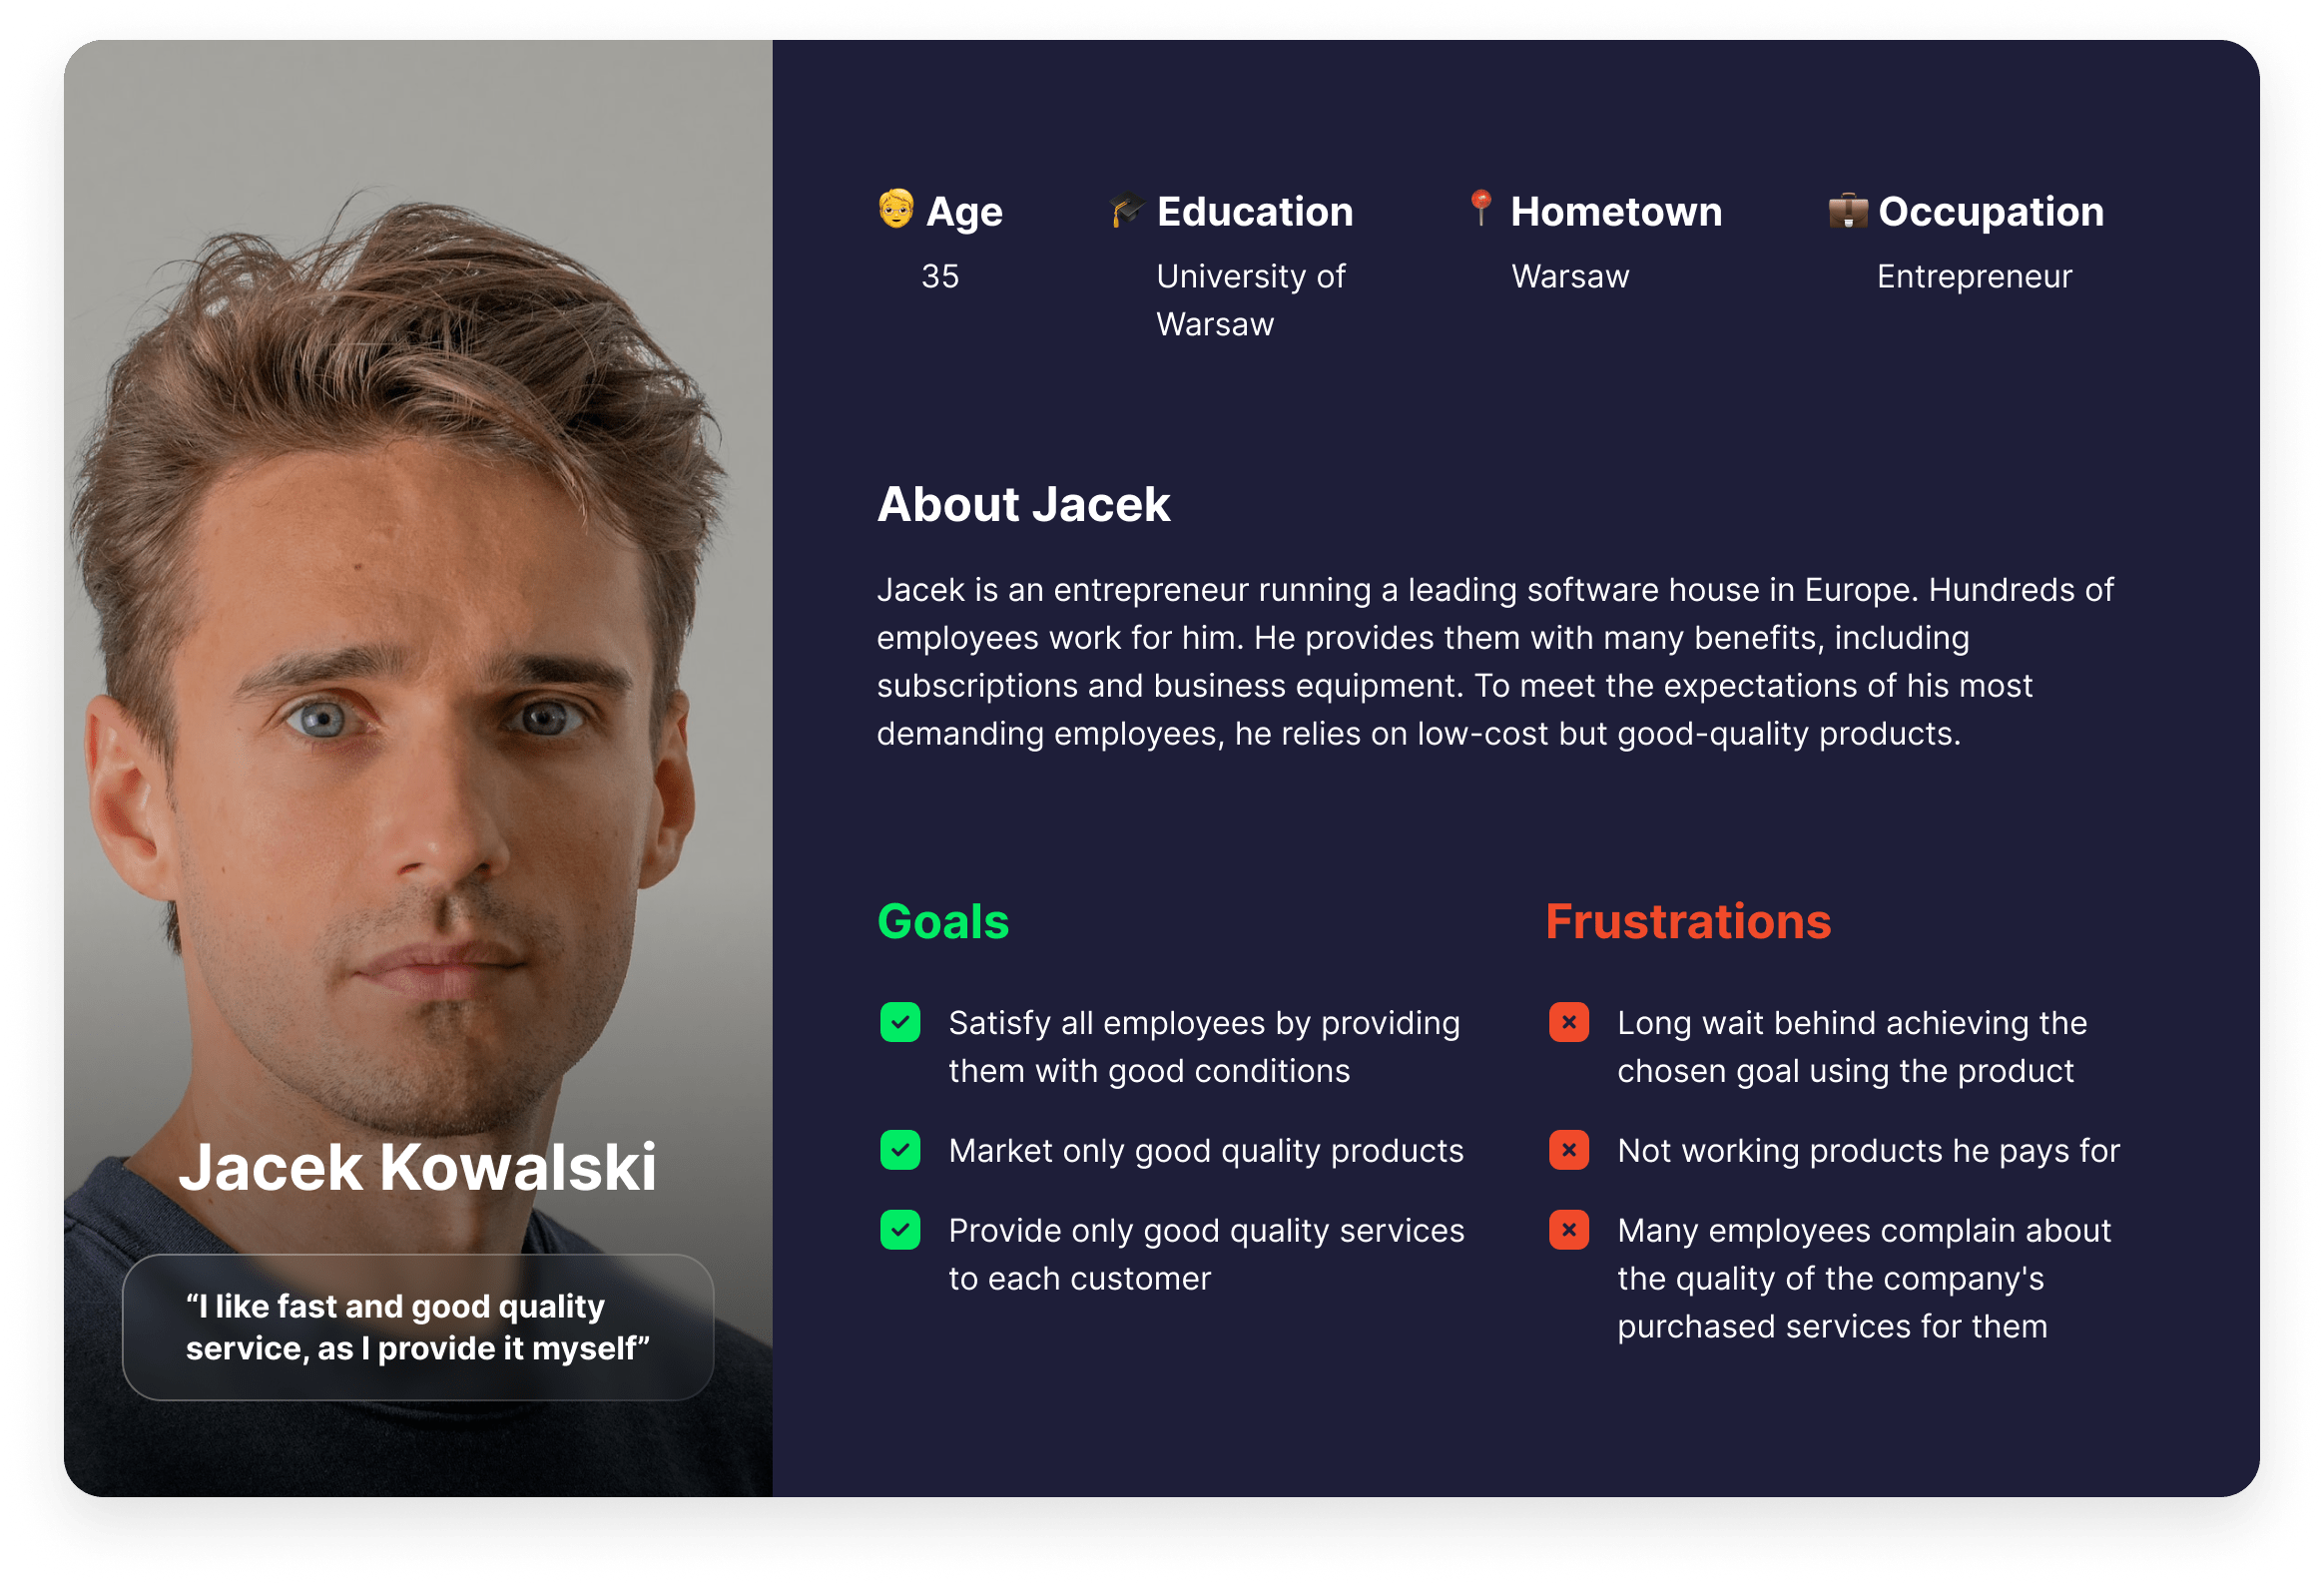 Age
35
Education
University of
Warsaw
Hometown
Warsaw
Occupation
Entrepreneur
About Jacek
Jacek is an entrepreneur running a leading software house in Europe. Hundreds of
employees work for him. He provides them with many benefits, including
subscriptions and business equipment. To meet the expectations of his most
demanding employees, he relies on low-cost but good-quality products.
Goals
Satisfy all employees by providing
them with good conditions
Market only good quality products
Provide only good quality services
to each customer
Frustrations
Long wait behind achieving the
chosen goal using the product
Not working products he pays for
Many employees complain about
the quality of the company's
purchased services for them
Jacek Kowalski
“I like fast and good quality
service, as I provide it myself”